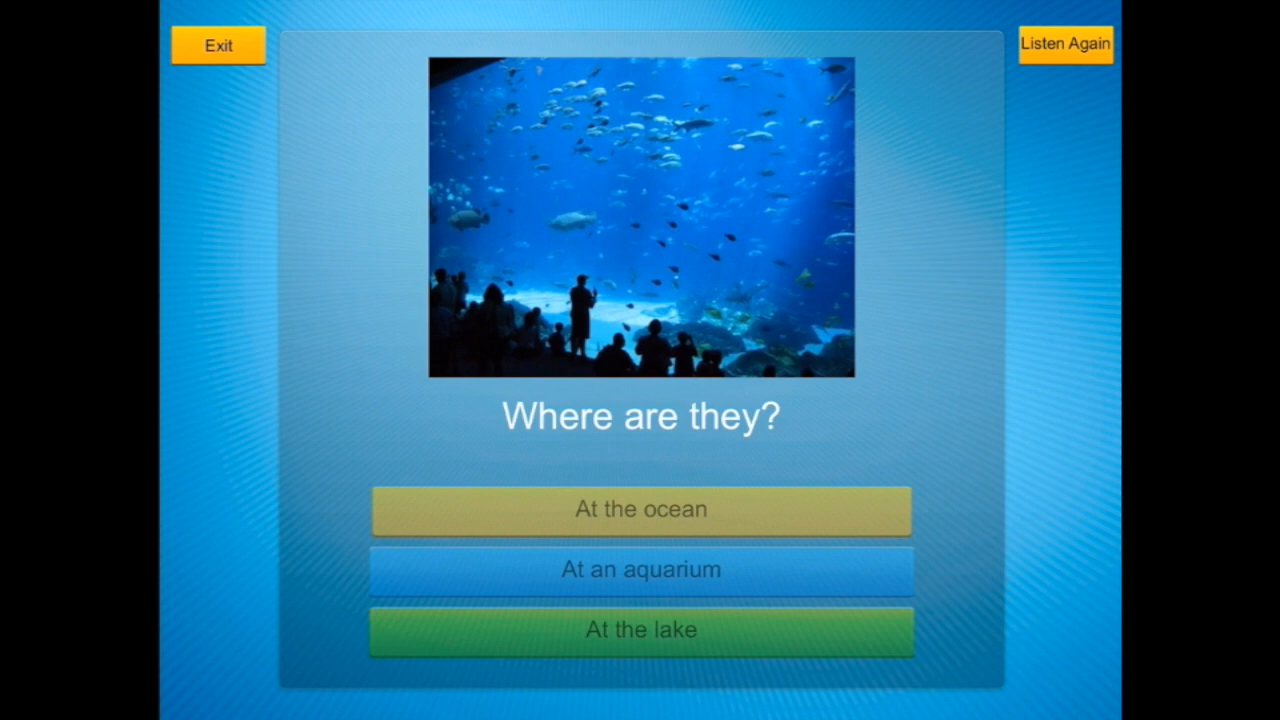 Exit
Listen Again
Where are they?
At the ocean
At an aquarium
At the lake